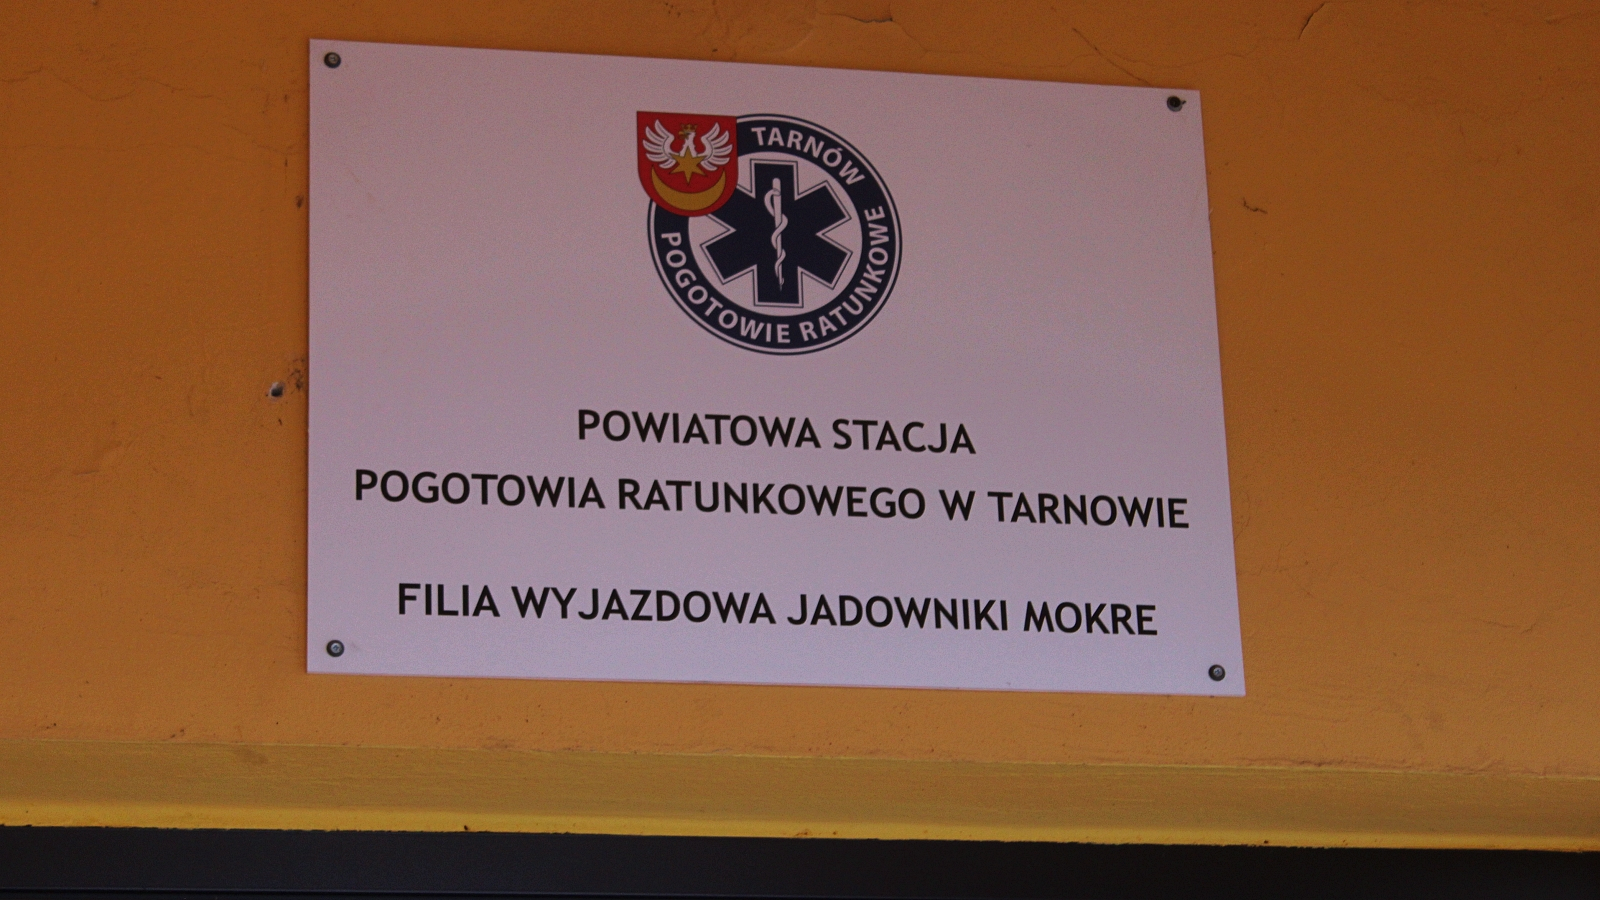 TARNÓW
POGOTOWIE RATUNKOWE
POWIATOWA STACJA
POGOTOWIA RATUNKOWEGO W TARNOWIE
FILIA WYJAZDOWA JADOWNIKI MOKRE